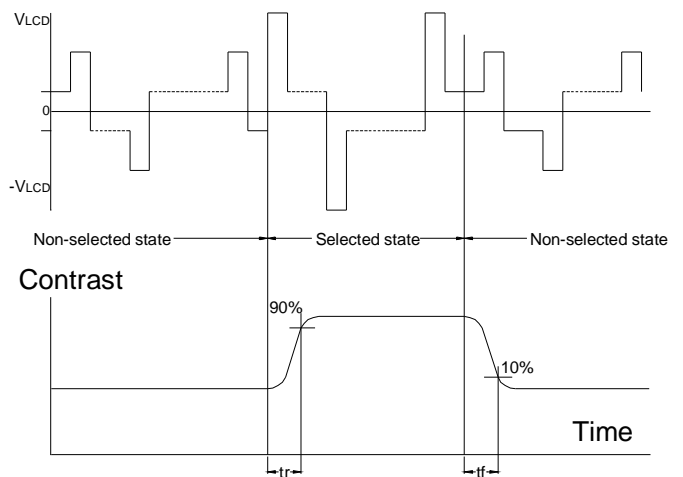 VLCD
0
-VLCD
Non-selected state
Selected state
Non-selected state
Contrast
90%
10%
Time
tr
tf